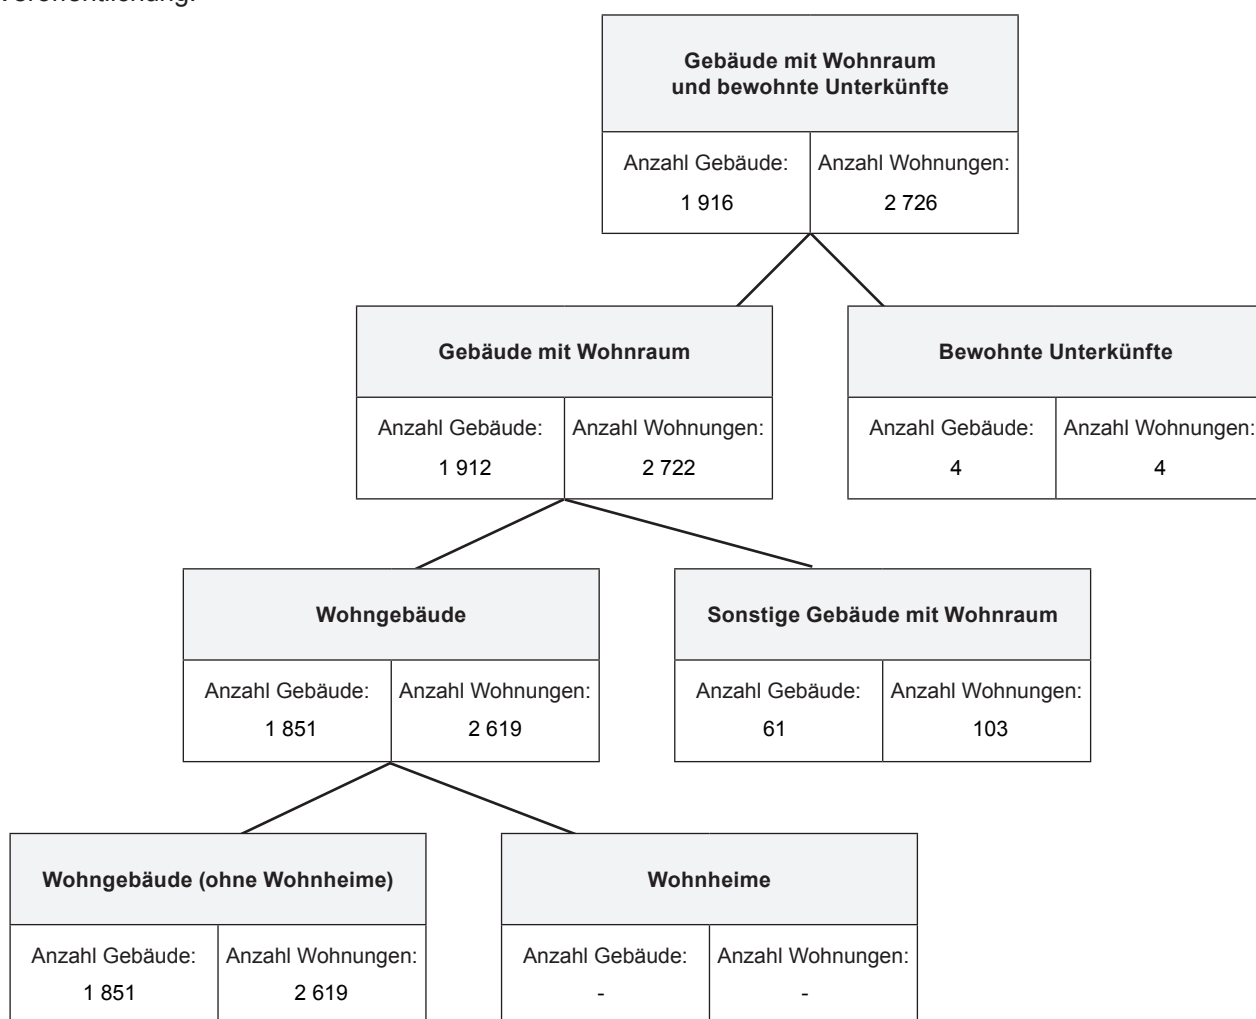 Veröffentlichung.
Gebäude mit Wohnraum
und bewohnte Unterkünfte
Anzahl Gebäude: Anzahl Wohnungen:
1 916 2 726
Gebäude mit Wohnraum Bewohnte Unterkünfte
Anzahl Gebäude: Anzahl Wohnungen: Anzahl Gebäude: Anzahl Wohnungen:
1 912 2 722 4 4
Wohngebäude Sonstige Gebäude mit Wohnraum
Anzahl Gebäude: Anzahl Wohnungen: Anzahl Gebäude: Anzahl Wohnungen:
1 851 2 619 61 103
Wohngebäude (ohne Wohnheime) Wohnheime
Anzahl Gebäude: Anzahl Wohnungen: Anzahl Gebäude: Anzahl Wohnungen:
1 851 2 619 - -